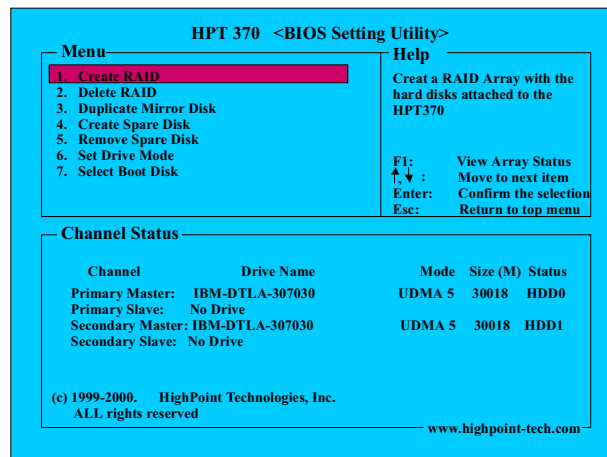 HPT 370 <BIOS Setting Utility>
Menu
1. Create RAID
2. Delete RAID
3. Duplicate Mirror Disk
4. Create Spare Disk
5. Remove Spare Disk
6. Set Drive Mode
7. Select Boot Disk
Help
Creat a RAID Array with the
hard disks attached to the
HPT370
F1: View Array Status
↑,↓ : Move to next item
Enter: Confirm the selection
Esc: Return to top menu
Channel Status
Channel Drive Name Mode Size (M) Status
Primary Master: IBM-DTLA-307030 UDMA 5 30018 HDD0
Primary Slave: No Drive
Secondary Master: IBM-DTLA-307030 UDMA 5 30018 HDD1
Secondary Slave: No Drive
(c) 1999-2000. HighPoint Technologies, Inc.
ALL rights reserved
www.highpoint-tech.com